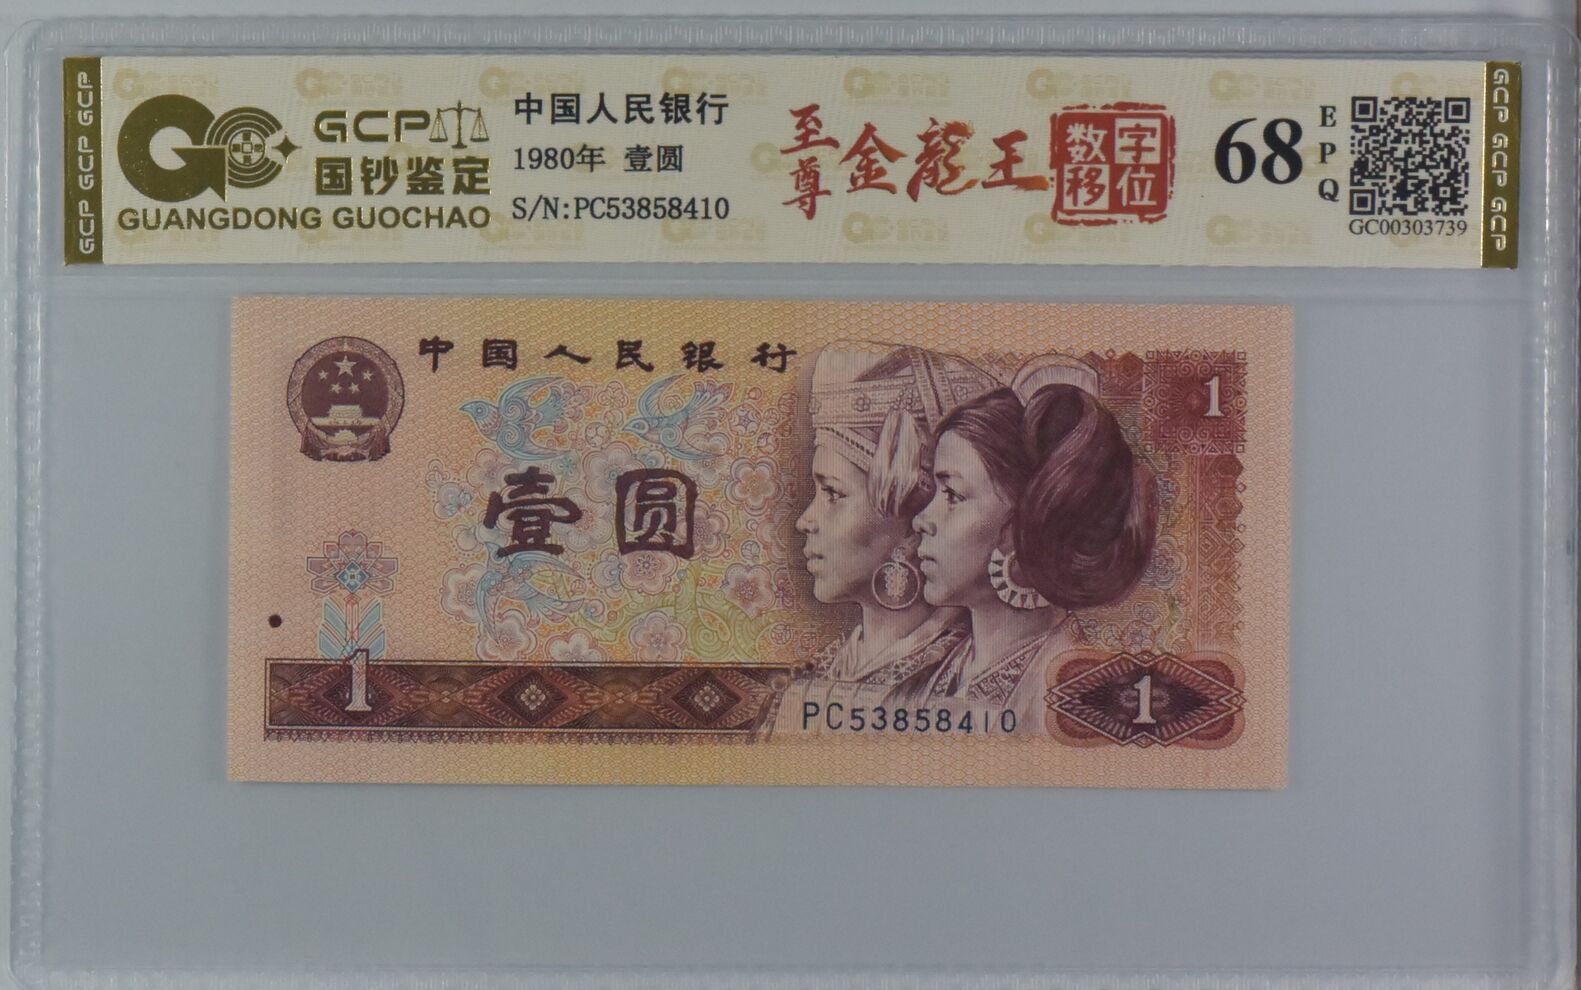 GCP GCP GCP
GCP
国钞鉴定
GUANGDONG GUOCHAO
中国人民银行
1980年 壹圆
S/N:PC53858410
至尊
金龍王
数字
移位
68
EPQ
GC00303739
GCP GCP GCP
中国人民银行
1
壹圆
1
PC53858410
1